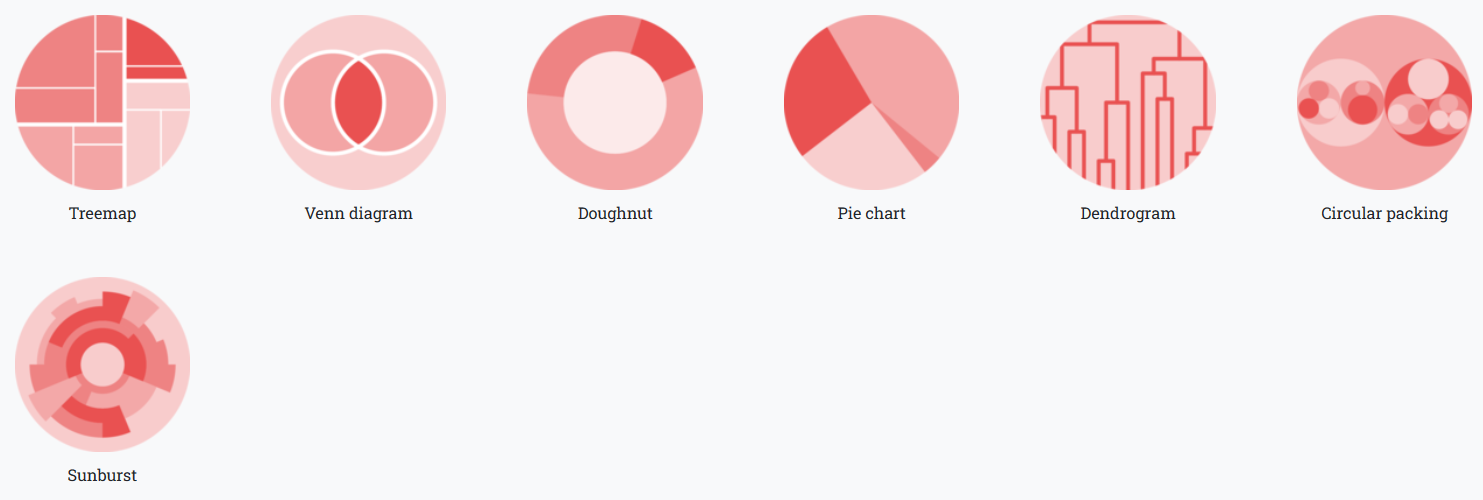 Treemap
Venn diagram
Doughnut
Pie chart
Dendrogram
Circular packing
Sunburst